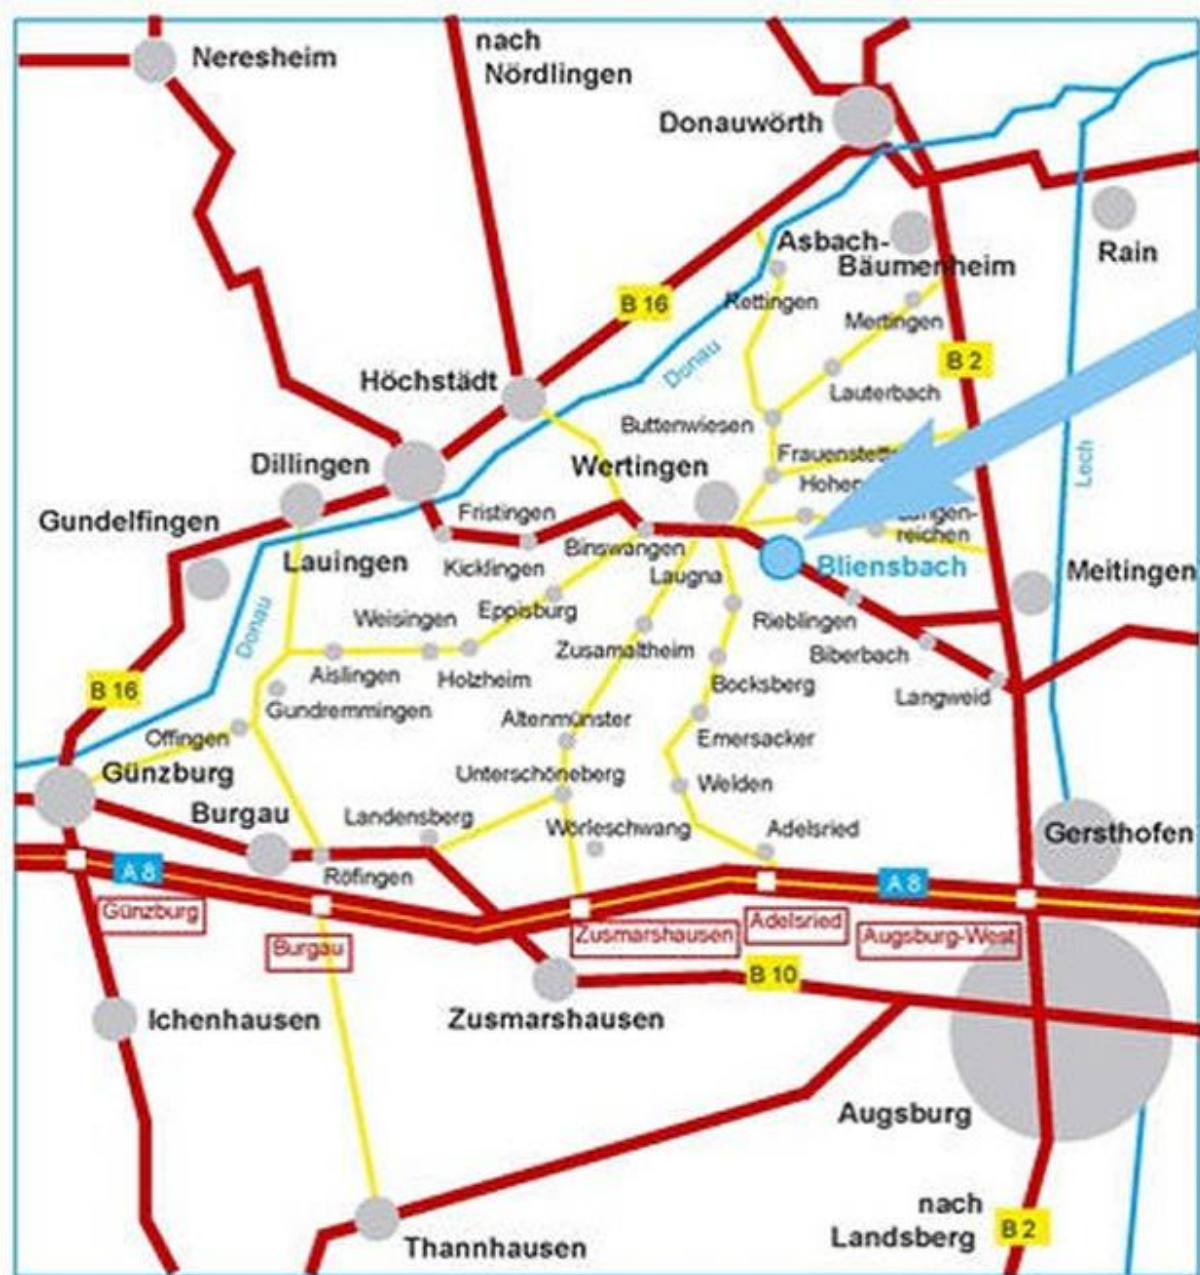 Neresheim
nach
Nördlingen
Donauwörth
Asbach-
Bäumenheim
Rain
B 16
Rettingen
Mertingen
B 2
Donau
Höchstädt
Lauterbach
Buttenwiesen
Dillingen
Wertingen
Lech
Gundelfingen
Fristingen
Binswangen
reichen
Lauingen
Kicklingen
Laugna
Bliensbach
Meitingen
Donau
Weisingen
Eppisburg
Rieblingen
Zusamaltheim
Biberbach
Aislingen
Holzheim
Bocksberg
Langweid
B 16
Gundremmingen
Altenmünster
Offingen
Emersacker
Günzburg
Unterschöneberg
Welden
Burgau
Landensberg
Wörleschwang
Adelsried
Gersthofen
A 8
Röfingen
A 8
Günzburg
Burgau
Zusmarshausen
Adelsried
Augsburg-West
B 10
Ichenhausen
Zusmarshausen
Augsburg
nach
Landsberg
B 2
Thannhausen